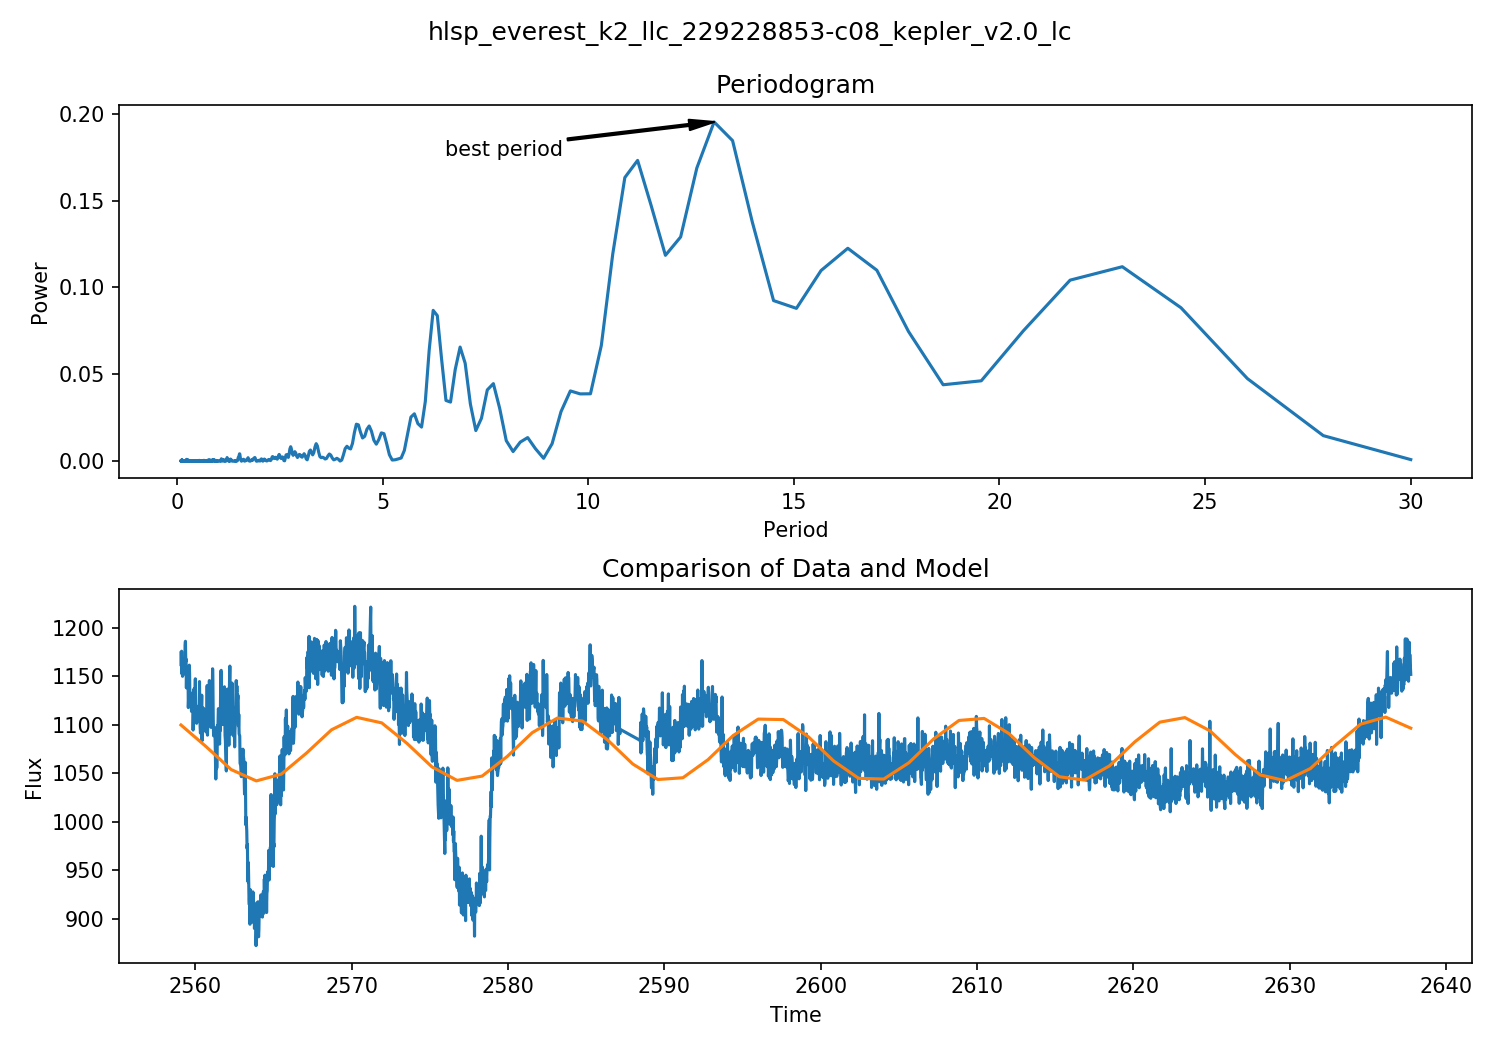 hlsp_everest_k2_llc_229228853-c08_kepler_v2.0_lc
Periodogram
0.20
0.15
0.10
0.05
0.00
Power
best period
0 5 10 15 20 25 30
Period
Comparison of Data and Model
1200
1150
1100
1050
1000
950
900
Flux
2560 2570 2580 2590 2600 2610 2620 2630 2640
Time